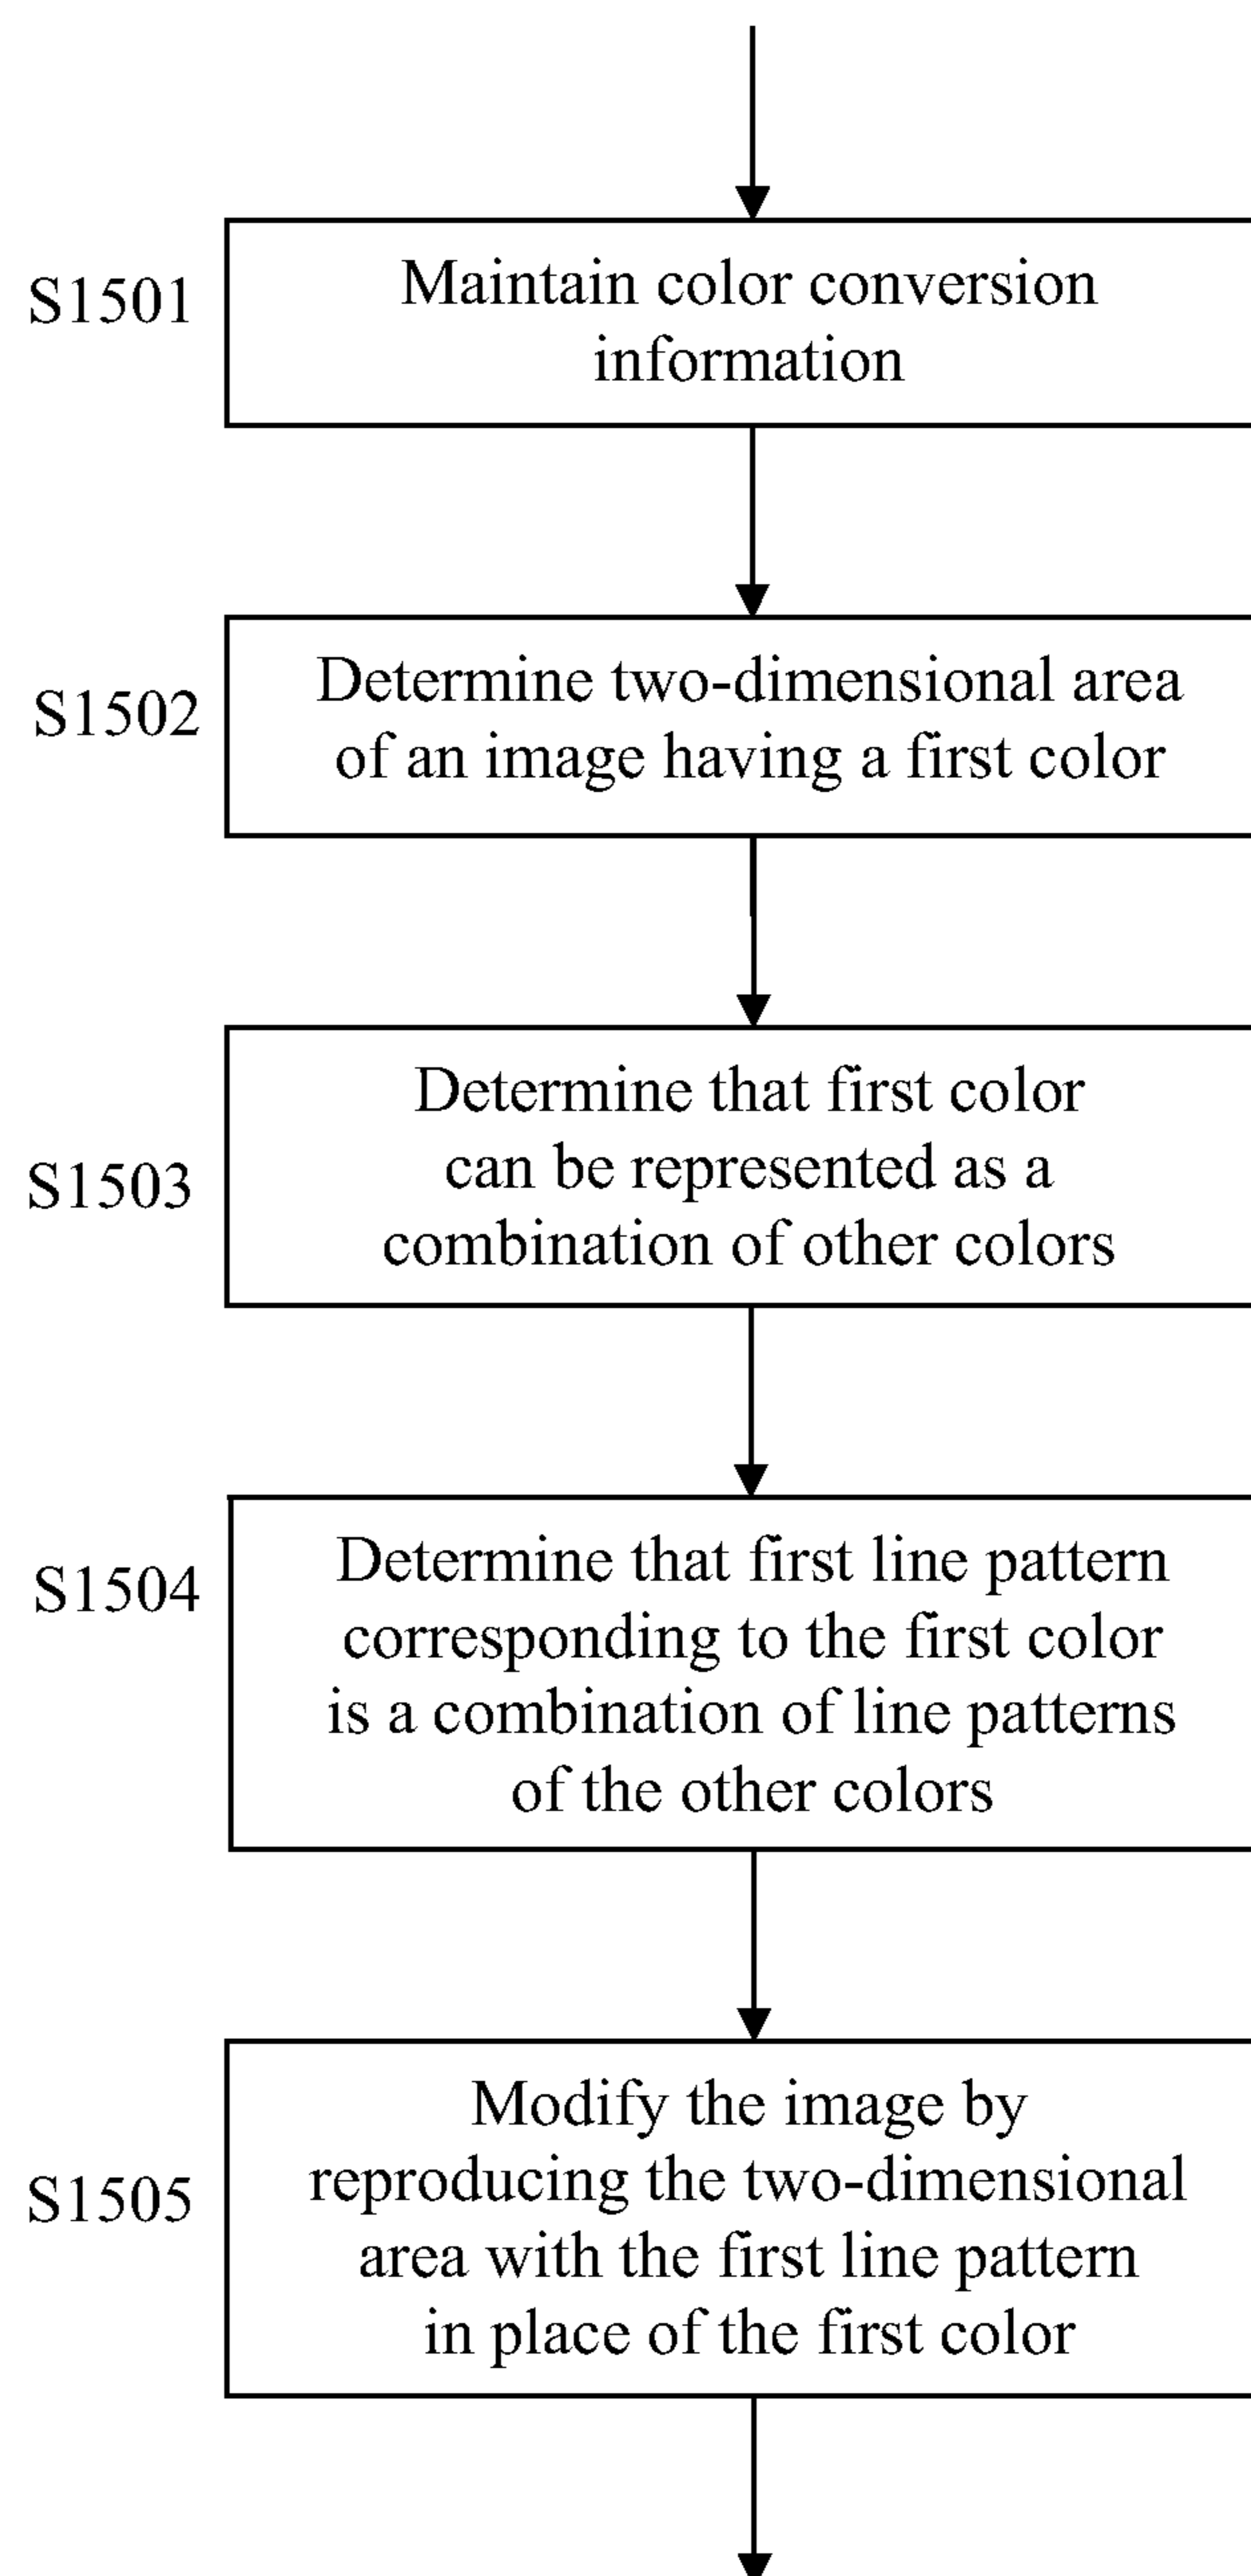 S1501
Maintain color conversion
information
S1502
Determine two-dimensional area
of an image having a first color
S1503
Determine that first color
can be represented as a
combination of other colors
S1504
Determine that first line pattern
corresponding to the first color
is a combination of line patterns
of the other colors
S1505
Modify the image by
reproducing the two-dimensional
area with the first line pattern
in place of the first color